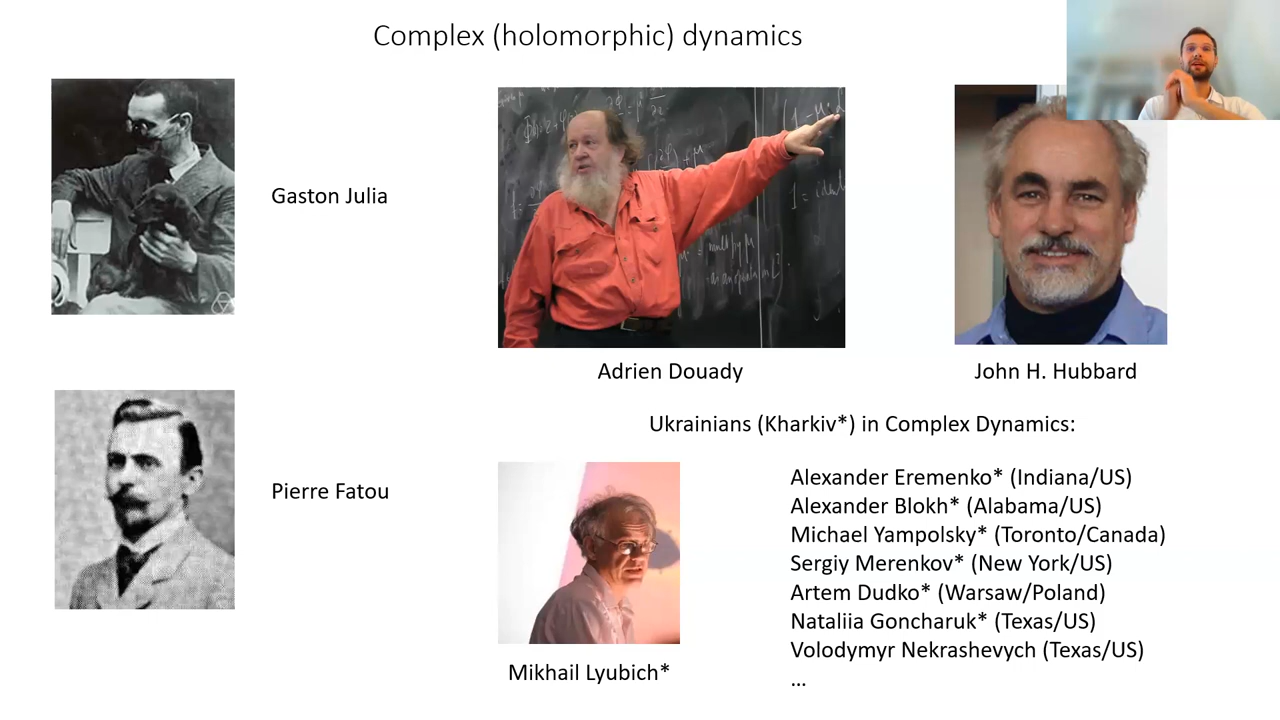 Complex (holomorphic) dynamics
Gaston Julia
Adrien Douady
John H. Hubbard
Pierre Fatou
Ukrainians (Kharkiv*) in Complex Dynamics:
Mikhail Lyubich*
Alexander Eremenko* (Indiana/US)
Alexander Blokh* (Alabama/US)
Michael Yampolsky* (Toronto/Canada)
Sergiy Merenkov* (New York/US)
Artem Dudko* (Warsaw/Poland)
Nataliia Goncharuk* (Texas/US)
Volodymyr Nekrashevych (Texas/US)
...